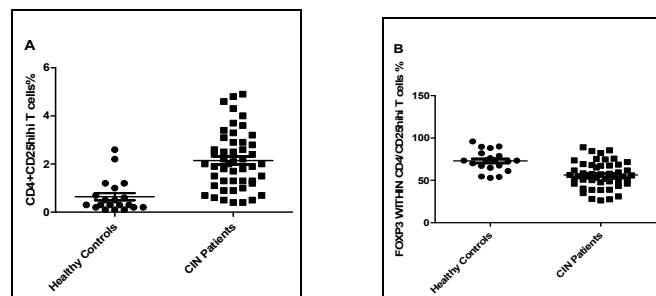 A
CD4+CD25hihi T cells%
6
4
2
0
Healthy Controls
CIN Patients
B
FOXP3 WITHIN CD4/CD25hihi T cells %
150
100
50
0
Healthy Controls
CIN Patients